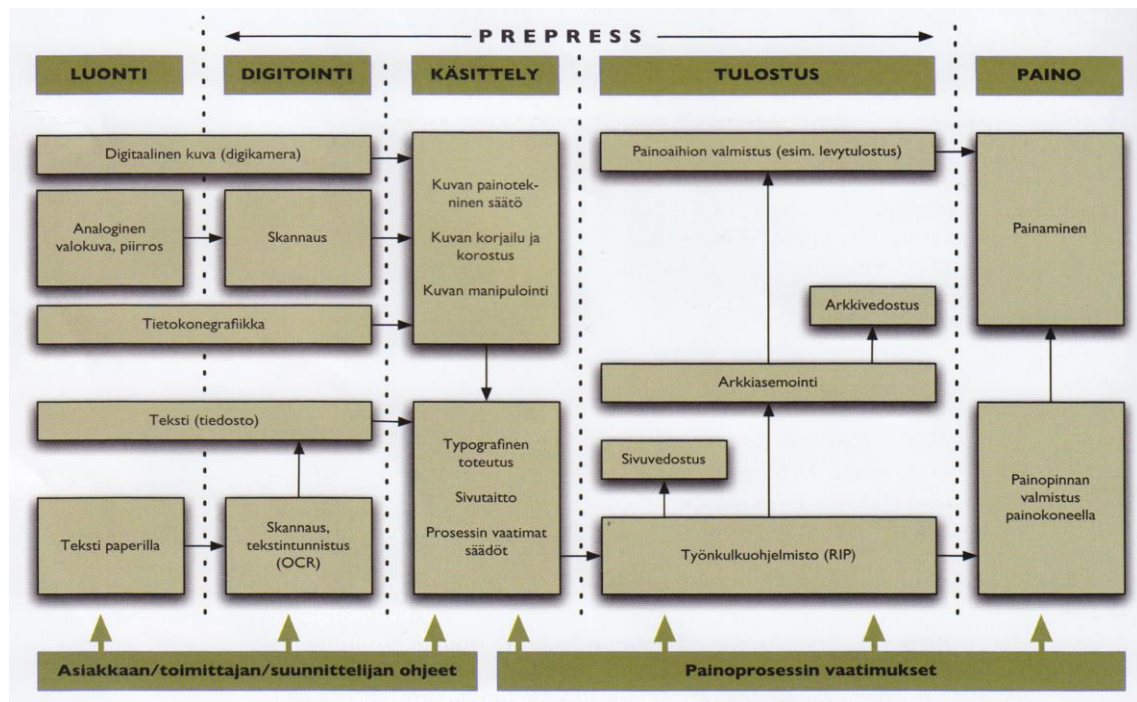 PREPRESS
LUONTI
DIGITOINTI
KÄSITTELY
TULOSTUS
PAINO
Digitaalinen kuva (digikamera)
Analoginen
valokuva, piirros
Skannaus
Tietokonegrafiikka
Kuvan painotek-
ninen säätö
Kuvan korjailu ja
korostus
Kuvan manipulointi
Teksti (tiedosto)
Teksti paperilla
Skannaus,
tekstintunnistus
(OCR)
Typografinen
toteutus
Sivutaitto
Prosessin vaatimat
säädöt
Painoaihion valmistus (esim. levytulostus)
Arkkivedostus
Arkkiasemointi
Sivuvedostus
Työnkulkuohjelmisto (RIP)
Painaminen
Painopinnan
valmistus
painokoneella
Asiakkaan/toimittajan/suunnittelijan ohjeet
Painoprosessin vaatimukset